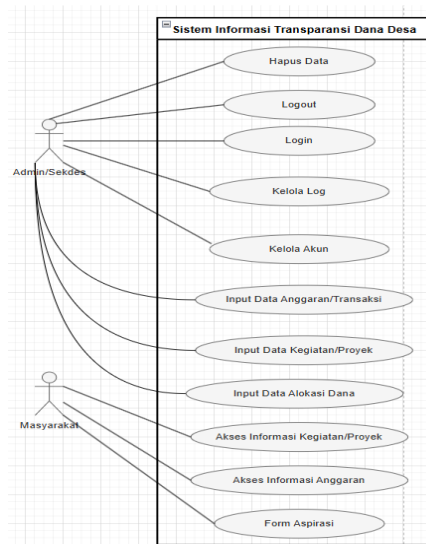 Sistem Informasi Transparansi Dana Desa
Hapus Data
Logout
Login
Admin/Sekdes
Kelola Log
Kelola Akun
Input Data Anggaran/Transaksi
Input Data Kegiatan/Proyek
Input Data Alokasi Dana
Masyarakat
Akses Informasi Kegiatan/Proyek
Akses Informasi Anggaran
Form Aspirasi